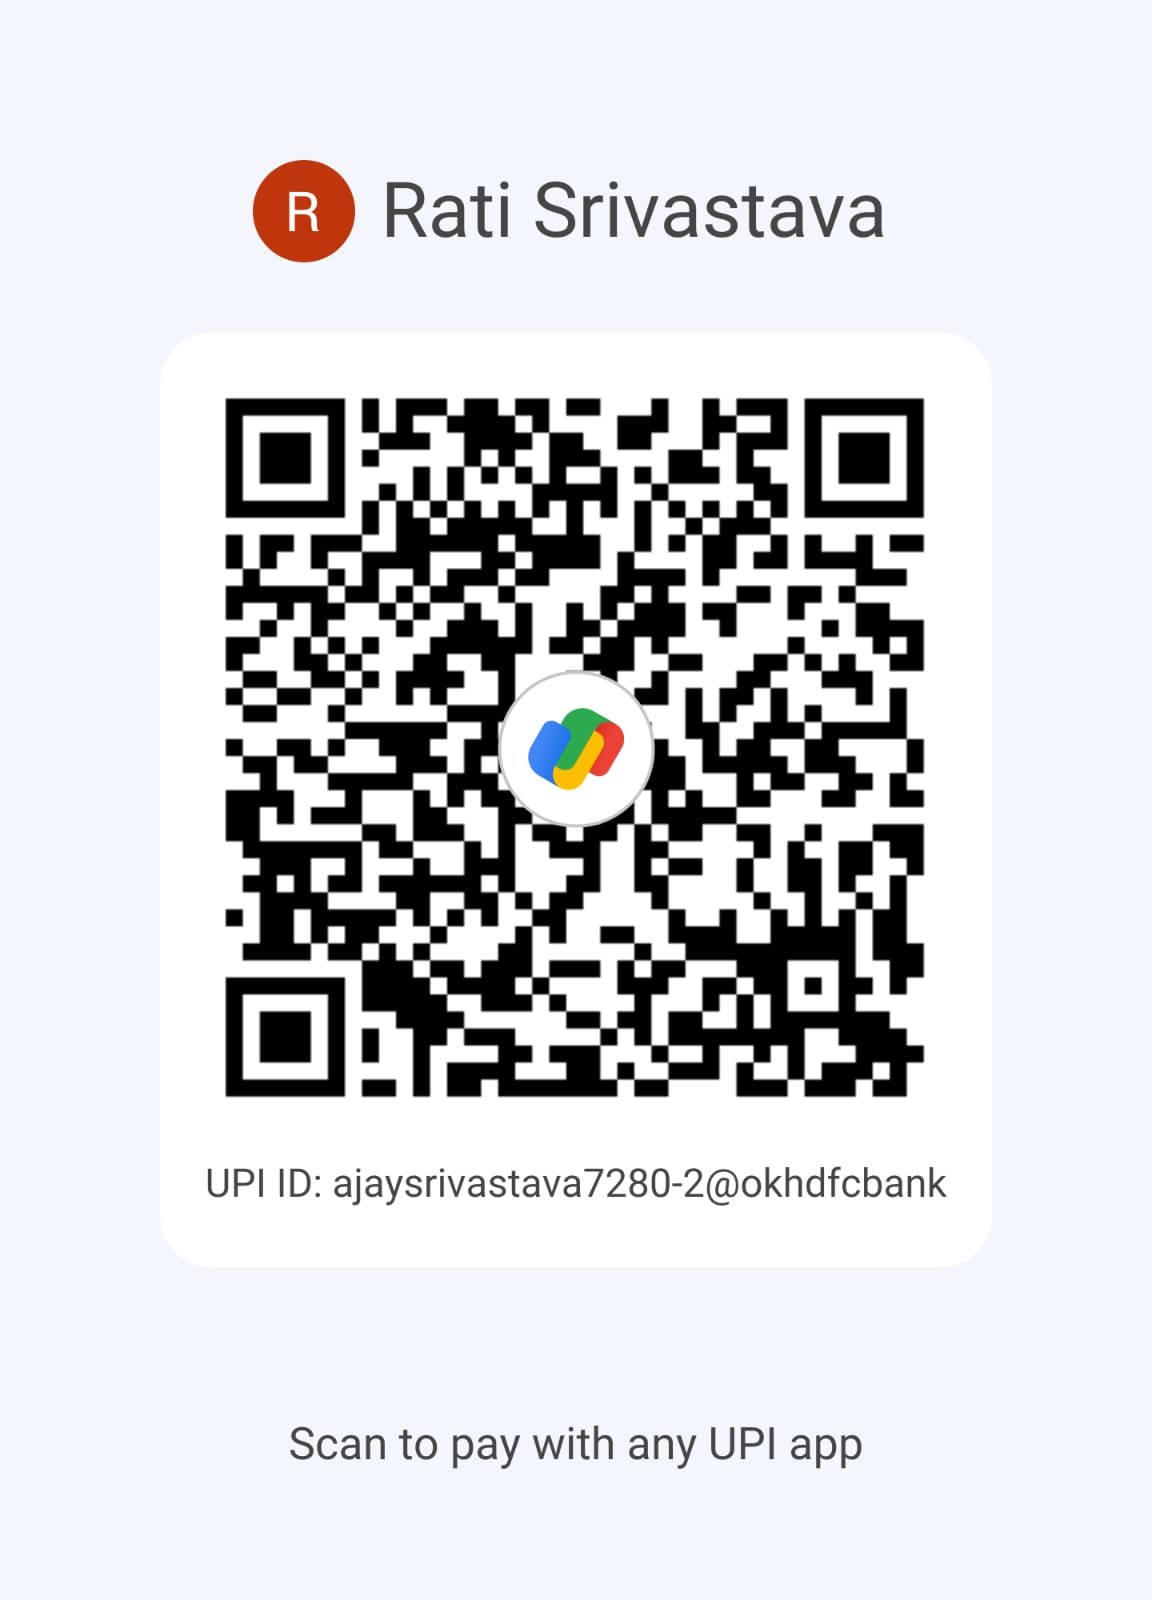 R Rati Srivastava
UPI ID: ajaysrivastava7280-2@okhdfcbank
Scan to pay with any UPI app